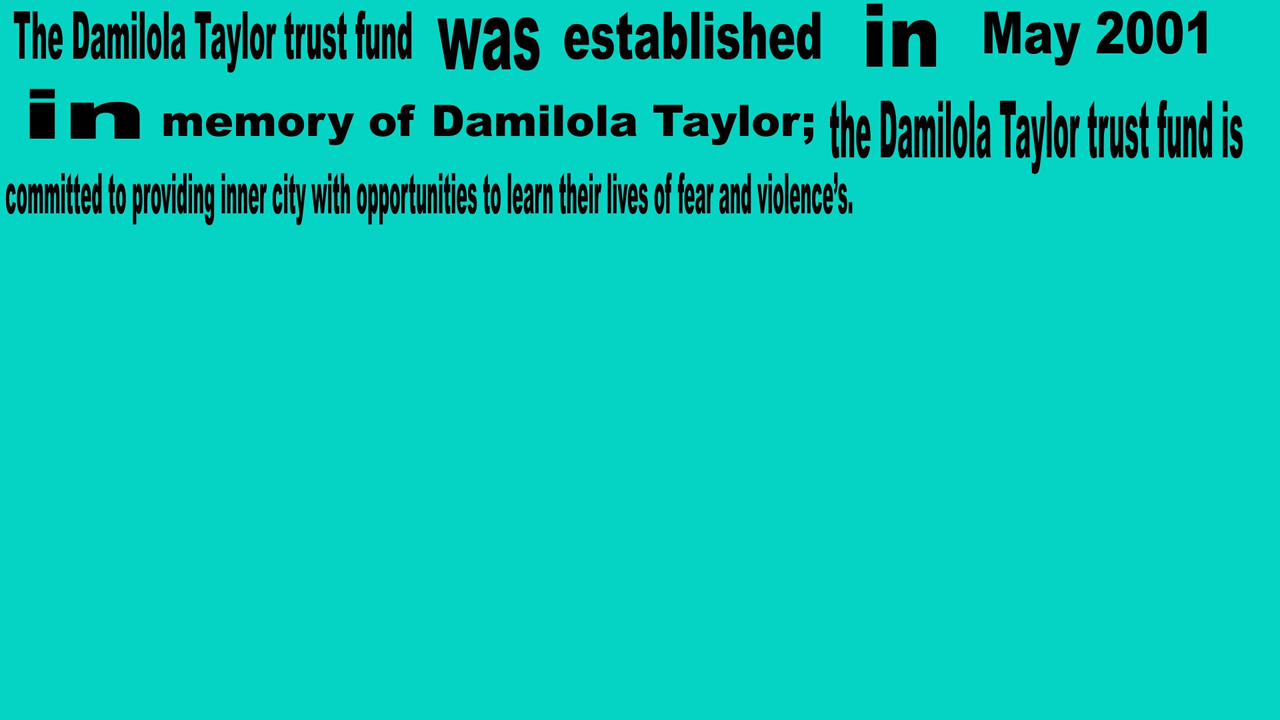 The Damilola Taylor trust fund was established in May 2001
in memory of Damilola Taylor; the Damilola Taylor trust fund is
committed to providing inner city with opportunities to learn their lives of fear and violence’s.